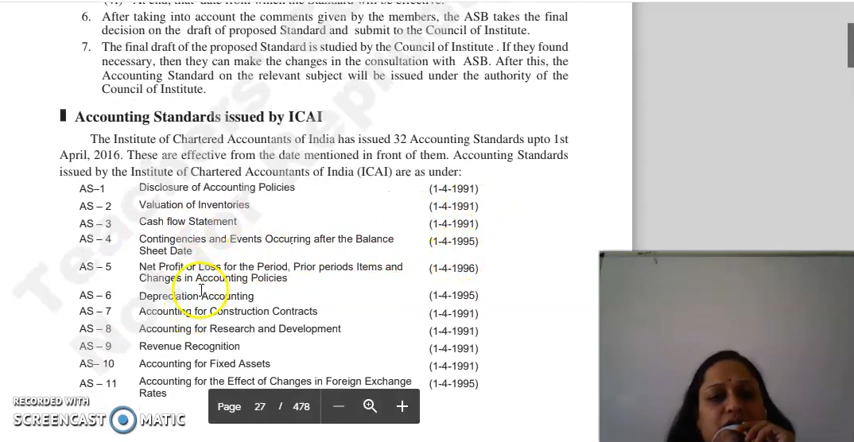 6. After taking into account the comments given by the members, the ASB takes the final
decision on the draft of proposed Standard and submit to the Council of Institute.
7. The final draft of the proposed Standard is studied by the Council of Institute . If they found
necessary, then they can make the changes in the consultation with ASB. After this, the
Accounting Standard on the relevant subject will be issued under the authority of the
Council of Institute.
Accounting Standards issued by ICAI
The Institute of Chartered Accountants of India has issued 32 Accounting Standards upto 1st
April, 2016. These are effective from the date mentioned in front of them. Accounting Standards
issued by the Institute of Chartered Accountants of India (ICAI) are as under:
AS–1 Disclosure of Accounting Policies (1-4-1991)
AS – 2 Valuation of Inventories (1-4-1991)
AS – 3 Cash flow Statement (1-4-1991)
AS – 4 Contingencies and Events Occurring after the Balance (1-4-1995)
Sheet Date
AS – 5 Net Profit or Loss for the Period, Prior periods Items and (1-4-1996)
Changes in Accounting Policies
AS – 6 Depreciation Accounting (1-4-1995)
AS – 7 Accounting for Construction Contracts (1-4-1991)
AS – 8 Accounting for Research and Development (1-4-1991)
AS – 9 Revenue Recognition (1-4-1991)
AS– 10 Accounting for Fixed Assets (1-4-1991)
AS – 11 Accounting for the Effect of Changes in Foreign Exchange (1-4-1995)
Rates
Page 27 / 478
RECORDED WITH
SCREENCAST MATIC